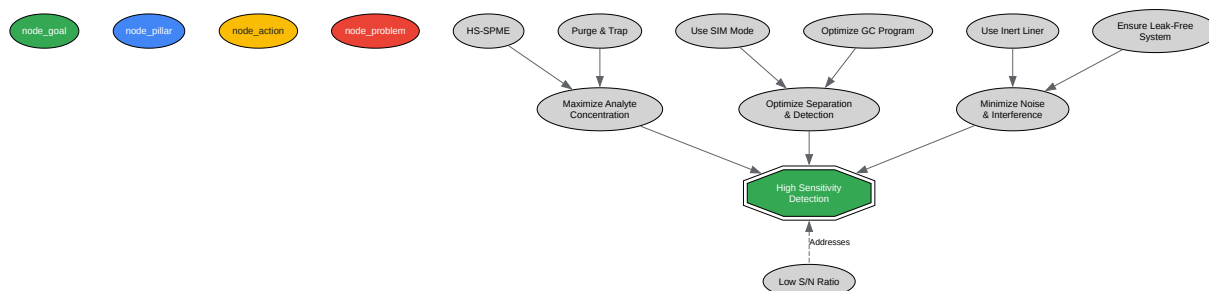 node_goal
node_pillar
node_action
node_problem
HS-SPME
Purge & Trap
Use SIM Mode
Optimize GC Program
Use Inert Liner
Ensure Leak-Free
System
Maximize Analyte
Concentration
Optimize Separation
& Detection
Minimize Noise
& Interference
High Sensitivity
Detection
Addresses
Low S/N Ratio